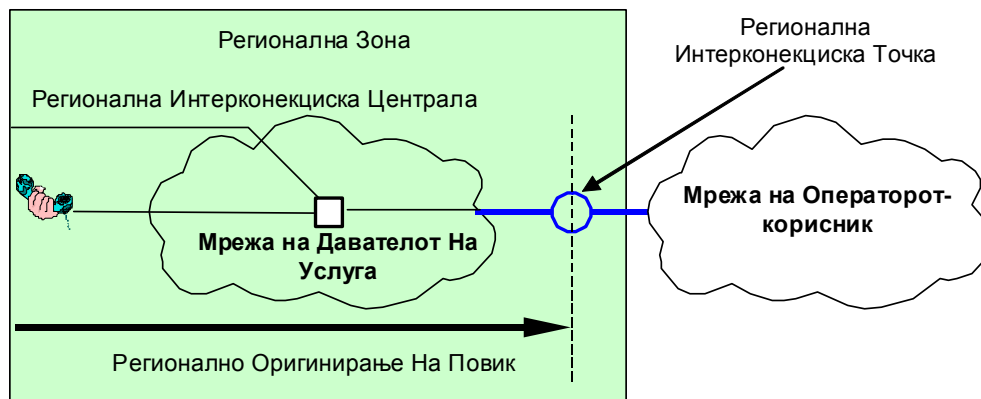 Регионална Зона
Регионална
Интерконекциска Точка
Регионална Интерконекциска Централа
Мрежа на Давателот На
Услуга
Мрежа на Операторот-
корисник
Регионално Оригинирање На Повик